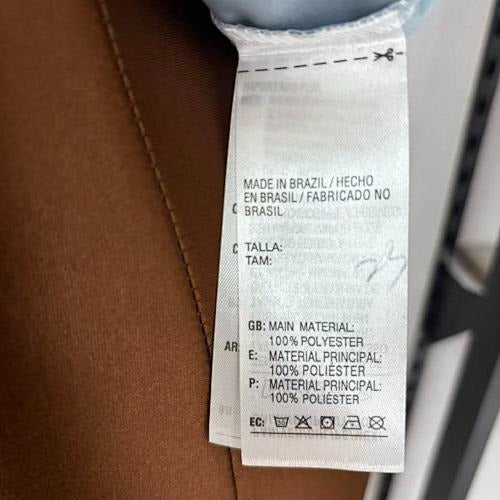 MADE IN BRAZIL / HECHO
EN BRASIL / FABRICADO NO
BRASIL
TALLA:
TAM:
GB: MAIN MATERIAL:
100% POLYESTER
E: MATERIAL PRINCIPAL:
100% POLIÉSTER
P: MATERIAL PRINCIPAL:
100% POLIÉSTER
EC: